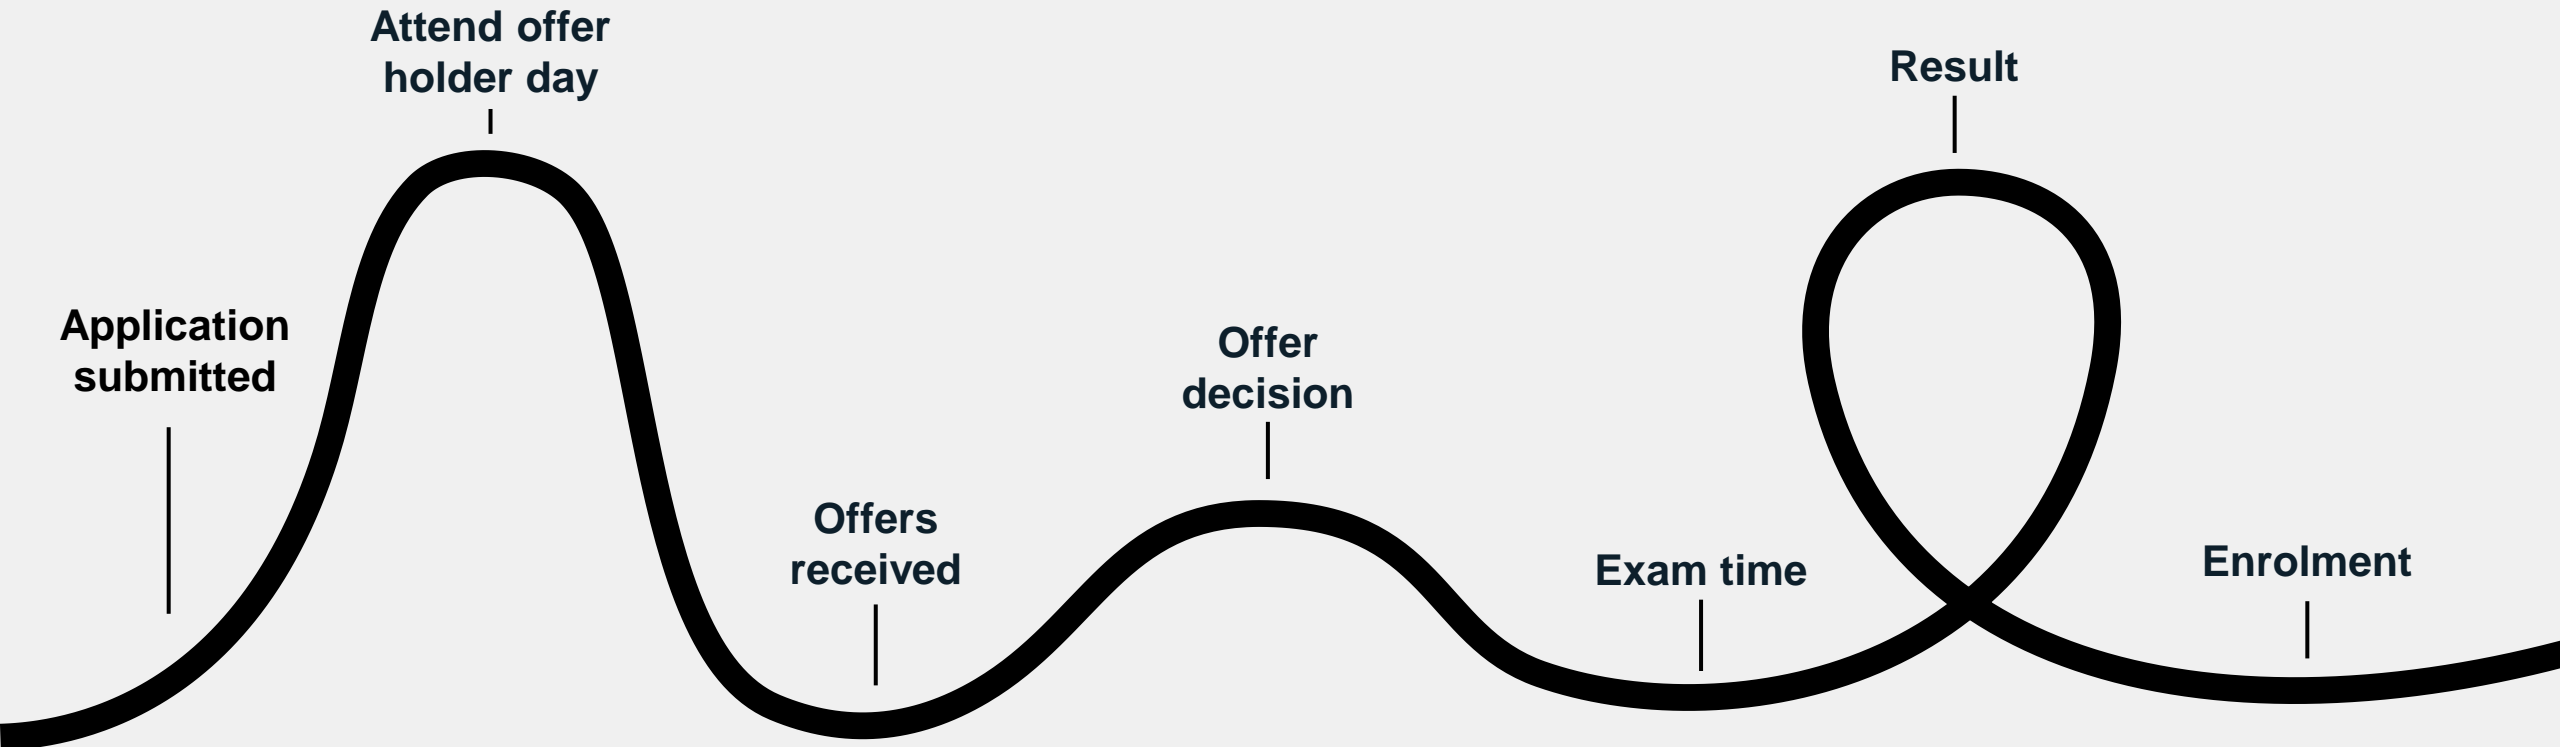 Application
submitted
Attend offer
holder day
Offers
received
Offer
decision
Exam time
Result
Enrolment